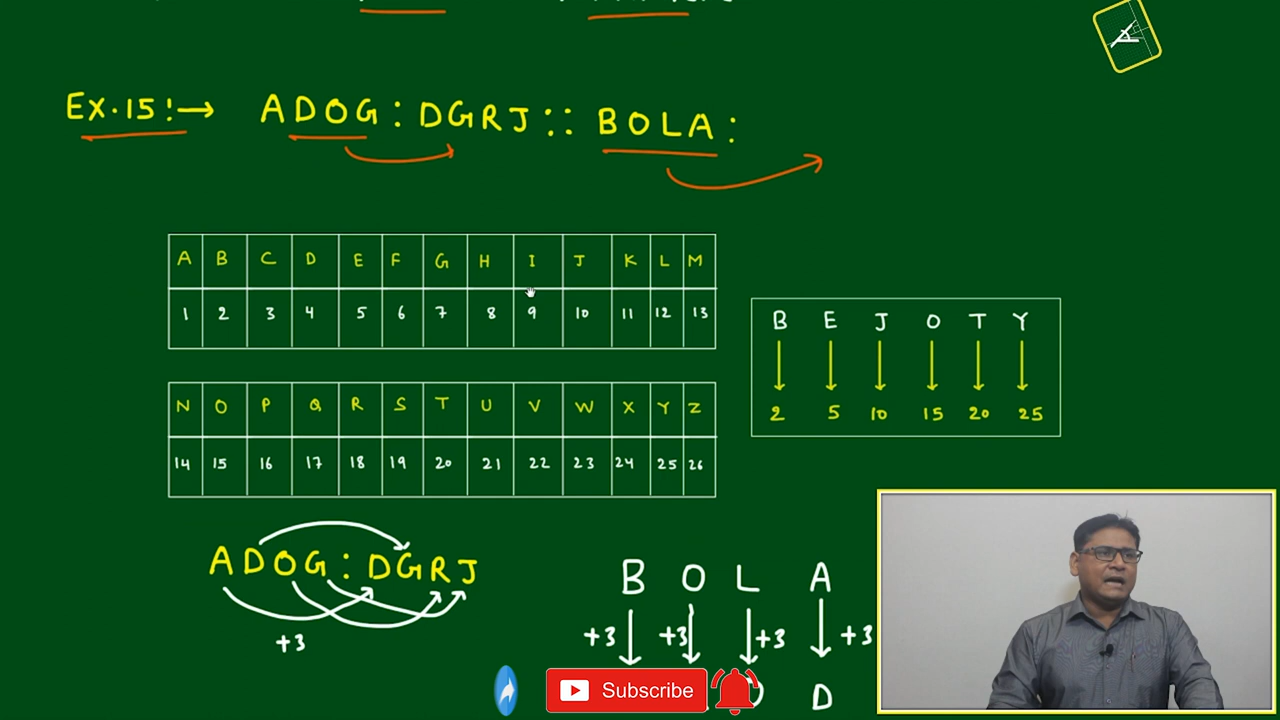 Ex.15:→ ADOG : DGRJ :: BOLA :
A B C D E F G H I J K L M
1 2 3 4 5 6 7 8 9 10 11 12 13
B E J O T Y
2 5 10 15 20 25
N O P Q R S T U V W X Y Z
14 15 16 17 18 19 20 21 22 23 24 25 26
ADOG : DGRJ
+3
B O L A
+3 +3 +3 +3
D
Subscribe